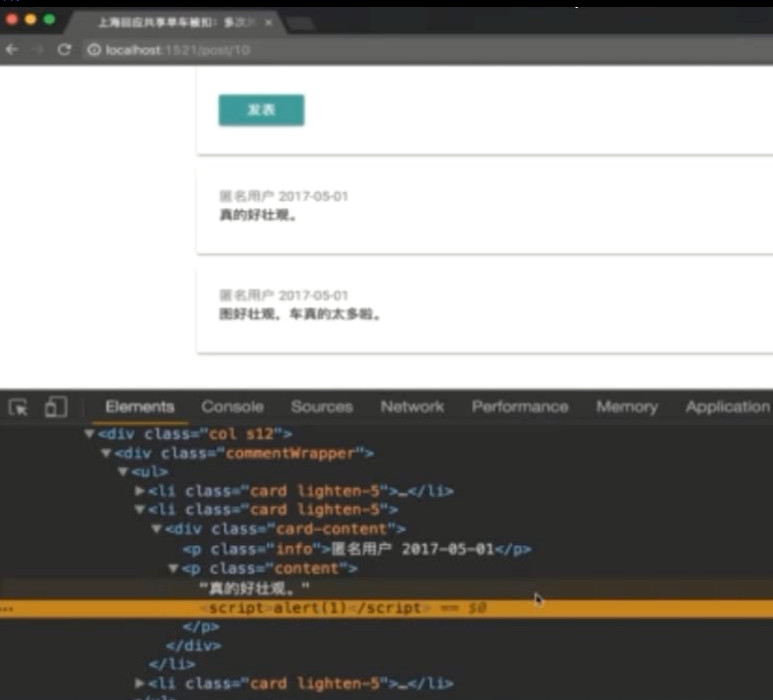 上海回应共享单车被扣：多次
localhost:1521/post/10
发表
匿名用户 2017-05-01
真的好壮观。
匿名用户 2017-05-01
图好壮观，车真的太多啦。
Elements Console Sources Network Performance Memory Application
▼<div class="col s12">
▼<div class="commentWrapper">
▼<ul>
▶<li class="card lighten-5">…</li>
▼<li class="card lighten-5">
▼<div class="card-content">
<p class="info">匿名用户 2017-05-01</p>
▼<p class="content">
"真的好壮观。"
<script>alert(1)</script> == $0
</p>
</div>
</li>
▶<li class="card lighten-5">…</li>